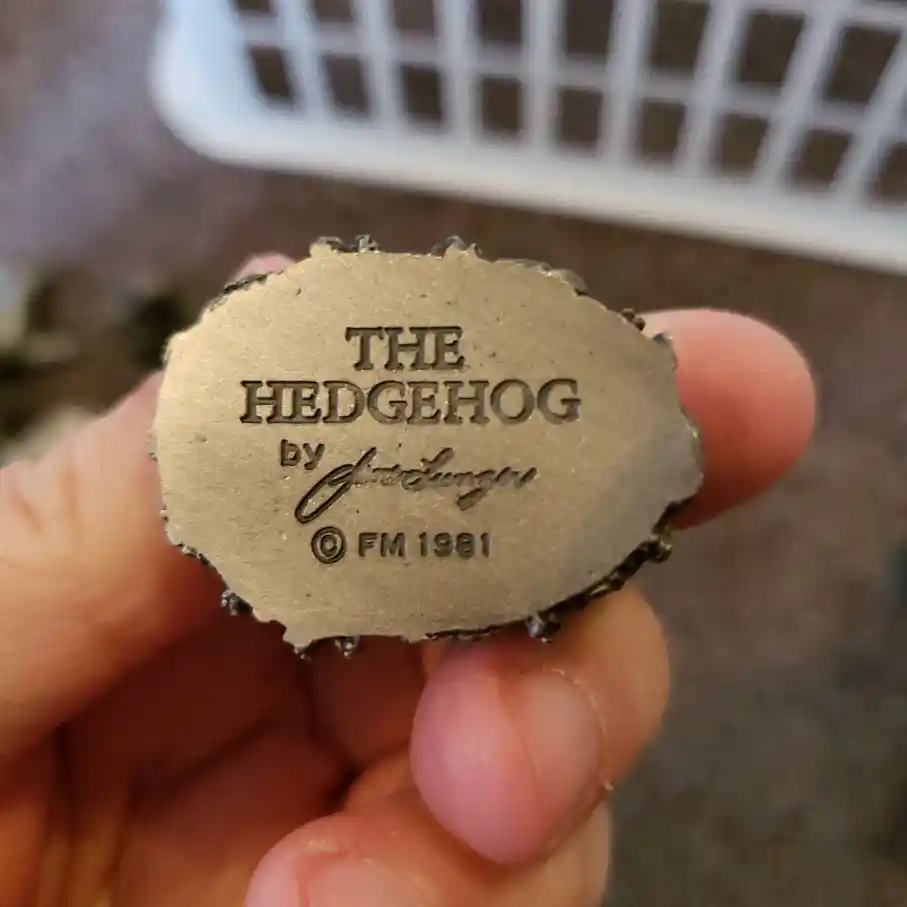 THE
HEDGEHOG
by
© FM 1981